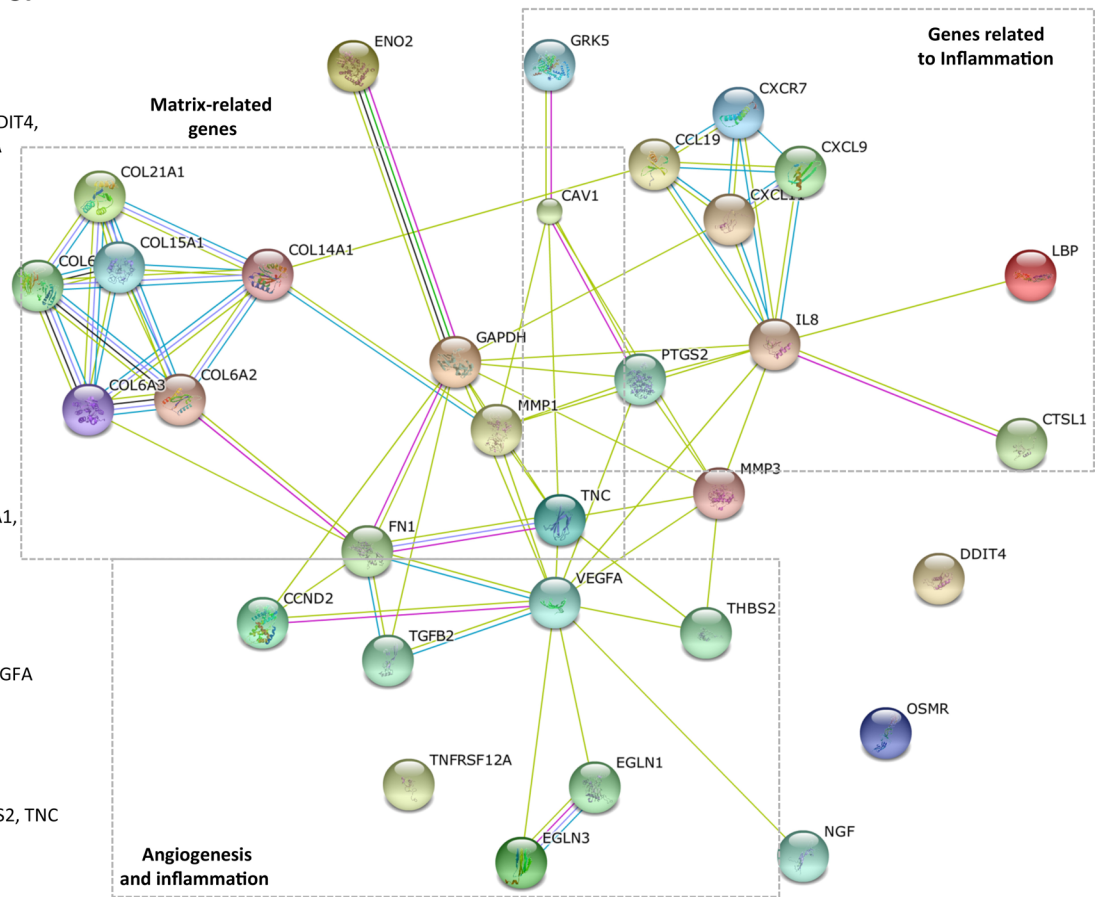 ENO2
GRK5
Genes related
to Inflammation
CXCR7
Matrix-related
genes
DIT4,
CCL19
CXCL9
COL21A1
CAV1
CXCL11
COL15A1
COL14A1
LBP
COL6
IL8
GAPDH
PTGS2
COL6A3
COL6A2
MMP1
CTSL1
MMP3
TNC
A1,
FN1
DDIT4
VEGFA
CCND2
THBS2
TGFB2
GFA
OSMR
TNFRSF12A
EGLN1
S2, TNC
EGLN3
NGF
Angiogenesis
and inflammation